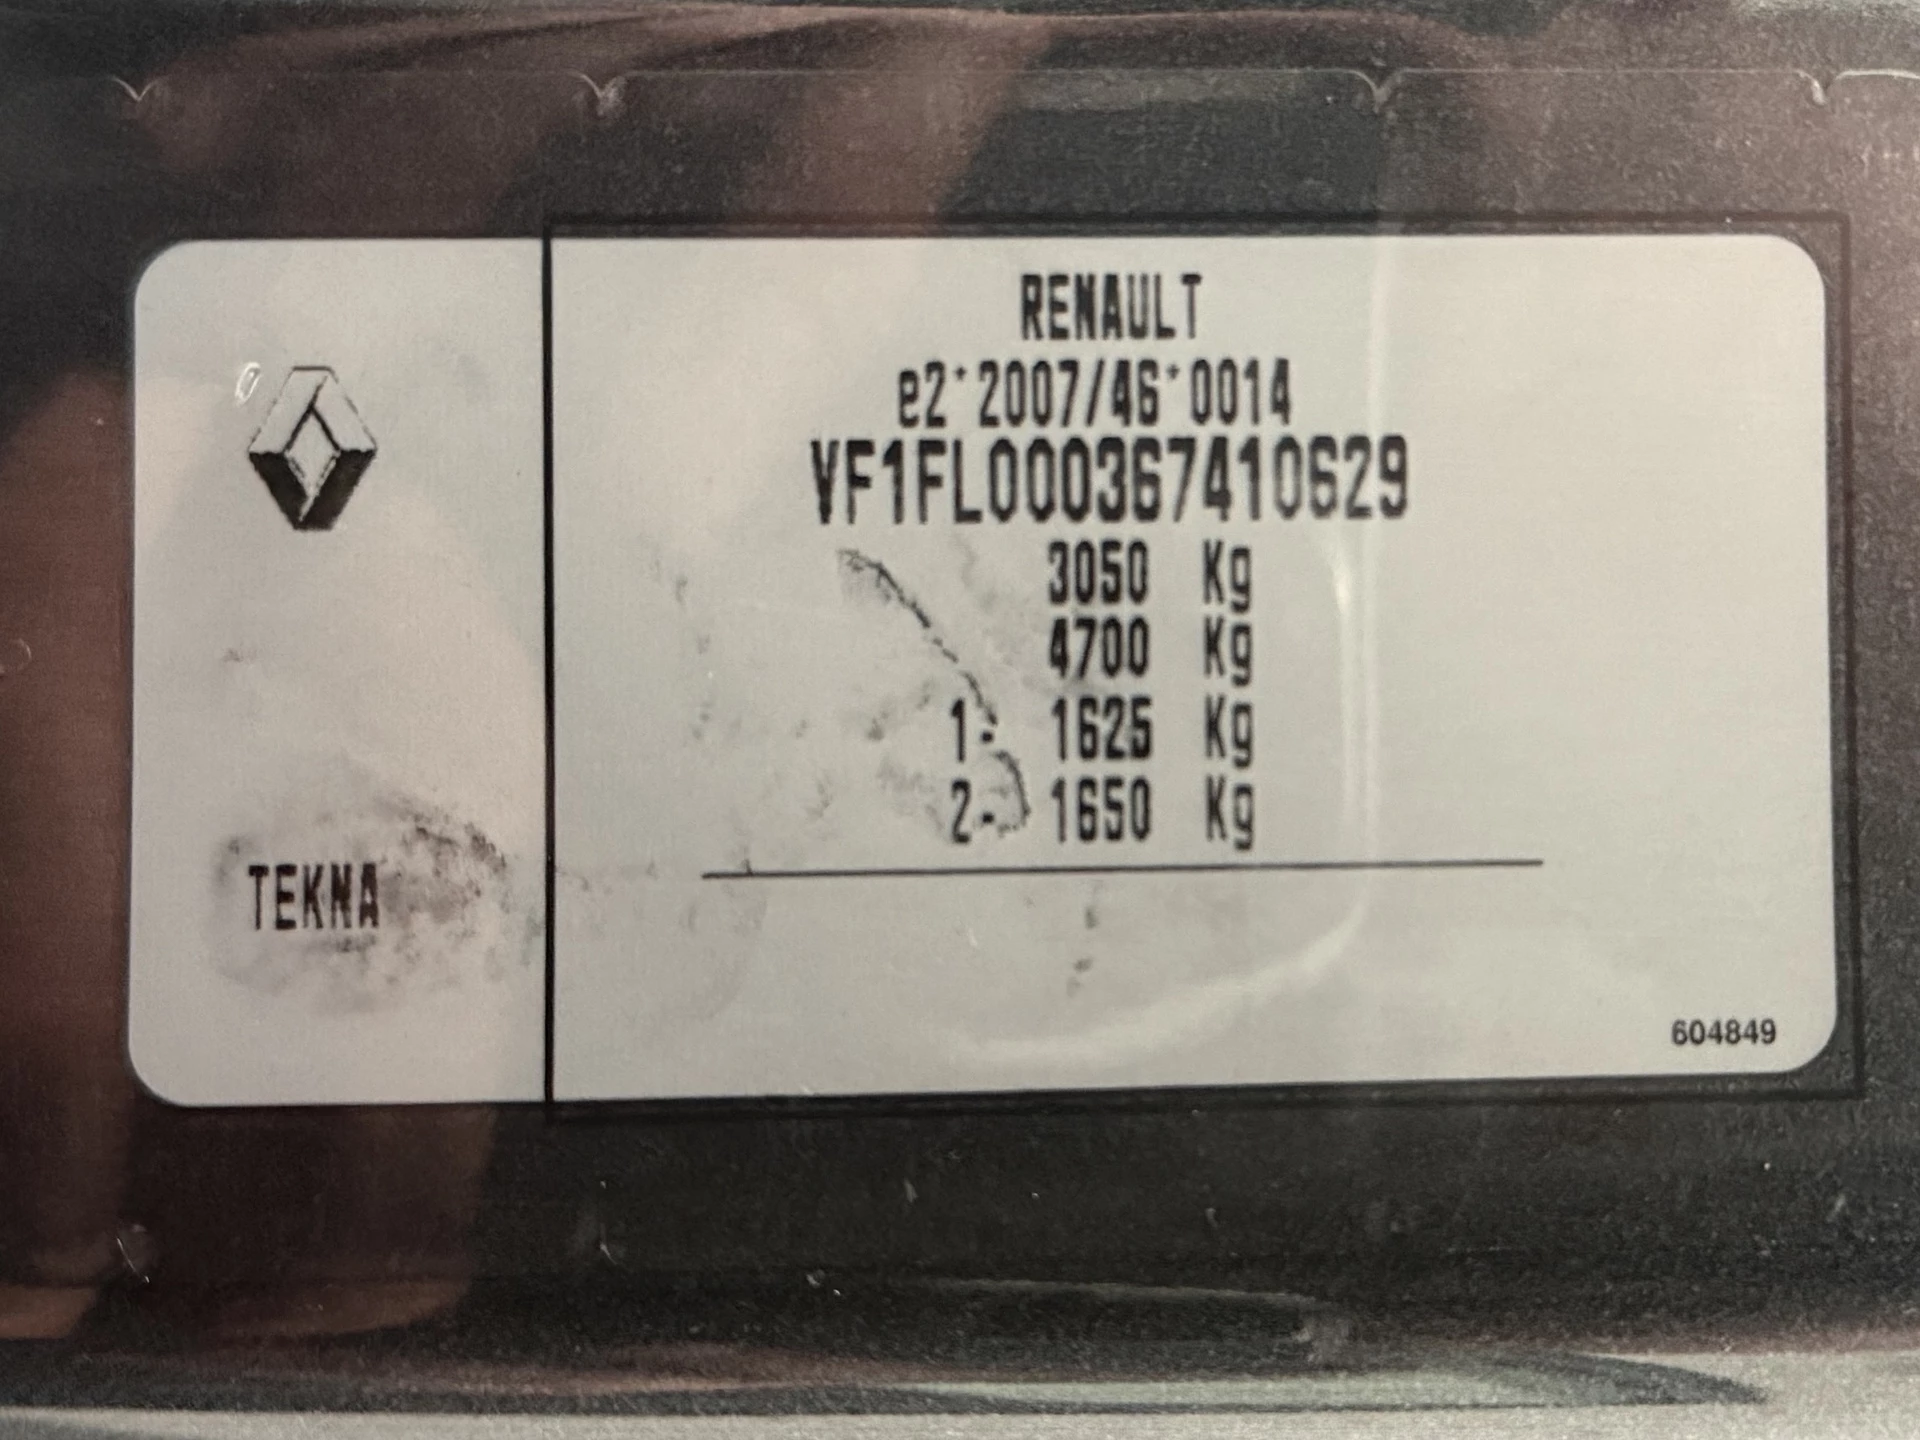 RENAULT
e2*2007/46*0014
VF1FL000367410629
3050 Kg
4700 Kg
1- 1625 Kg
2- 1650 Kg
TEKNA
604849